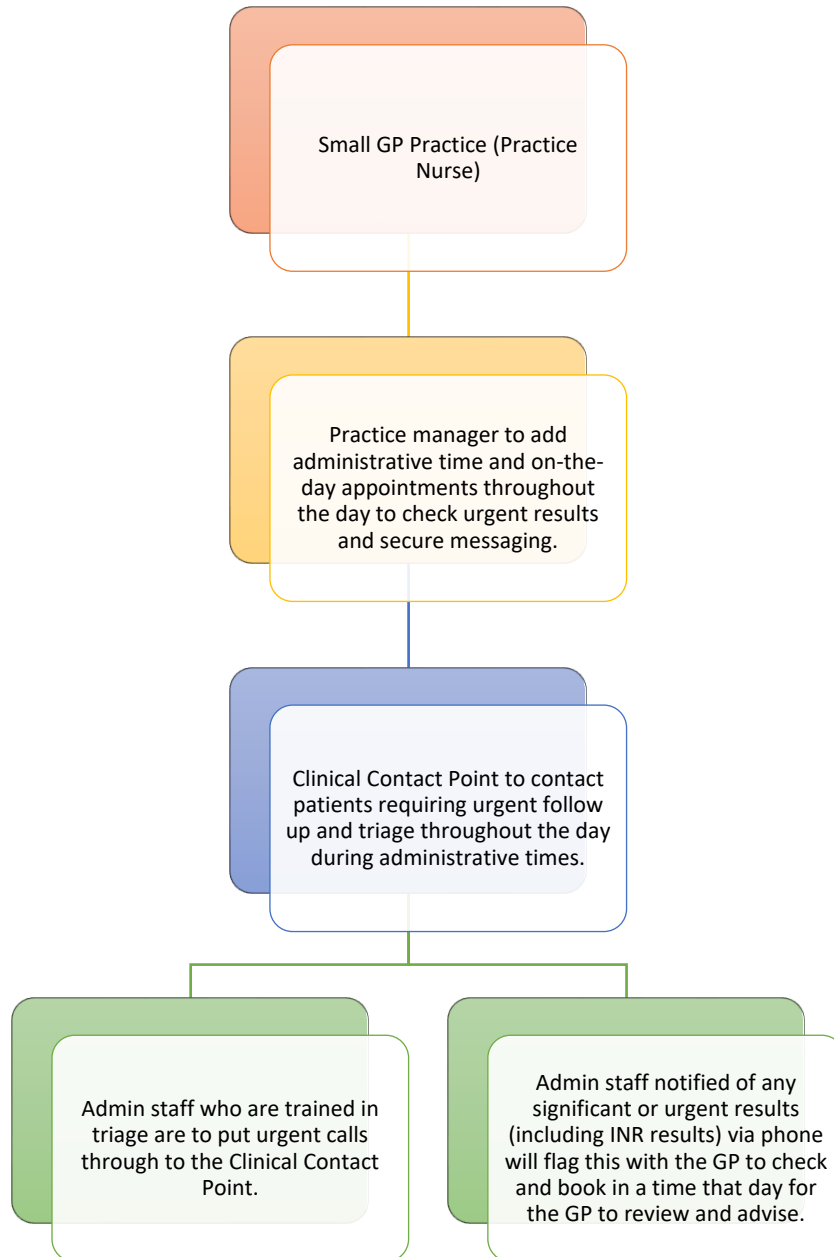 Small GP Practice (Practice
Nurse)
Practice manager to add
administrative time and on-the-
day appointments throughout
the day to check urgent results
and secure messaging.
Clinical Contact Point to contact
patients requiring urgent follow
up and triage throughout the day
during administrative times.
Admin staff who are trained in
triage are to put urgent calls
through to the Clinical Contact
Point.
Admin staff notified of any
significant or urgent results
(including INR results) via phone
will flag this with the GP to check
and book in a time that day for
the GP to review and advise.